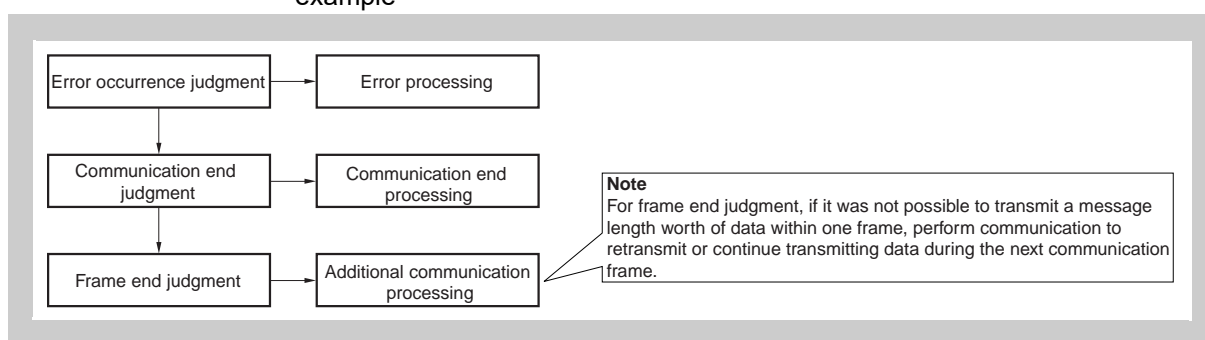 example
Error occurrence judgment
Error processing
Communication end
judgment
Communication end
processing
Note
For frame end judgment, if it was not possible to transmit a message
length worth of data within one frame, perform communication to
retransmit or continue transmitting data during the next communication
frame.
Frame end judgment
Additional communication
processing